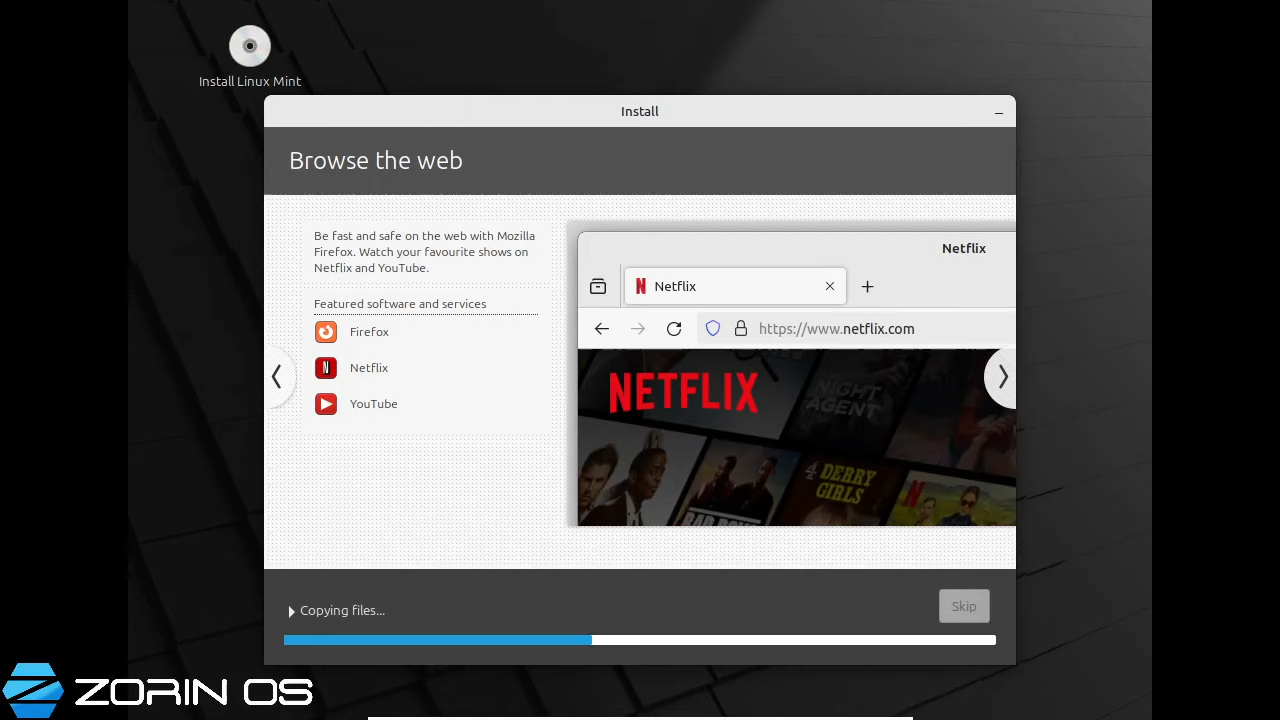 Install Linux Mint
Install
Browse the web
Be fast and safe on the web with Mozilla
Firefox. Watch your favourite shows on
Netflix and YouTube.
Featured software and services
Firefox
Netflix
YouTube
Netflix
Netflix
https://www.netflix.com
NETFLIX
NIGHT
AGENT
DERRY
GIRLS
BAD BOYS
Copying files...
Skip
ZORIN OS